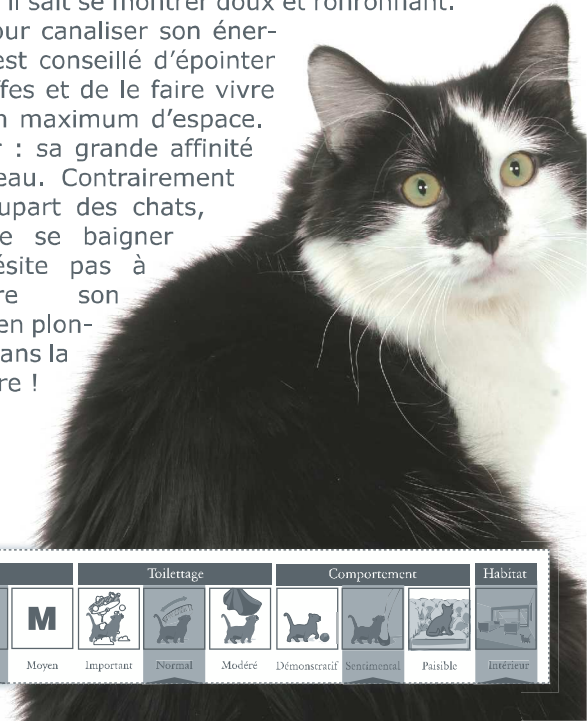 il sait se montrer doux et ronronnant.
our canaliser son éner-
est conseillé d'épointer
ffes et de le faire vivre
n maximum d'espace.
r : sa grande affinité
eau. Contrairement
upart des chats,
e se baigner
ésite pas à
re son
en plon-
ans la
re !
Toilettage Comportement Habitat
M
Moyen Important Normal Modéré Démonstratif Sentimental Paisible Intérieur